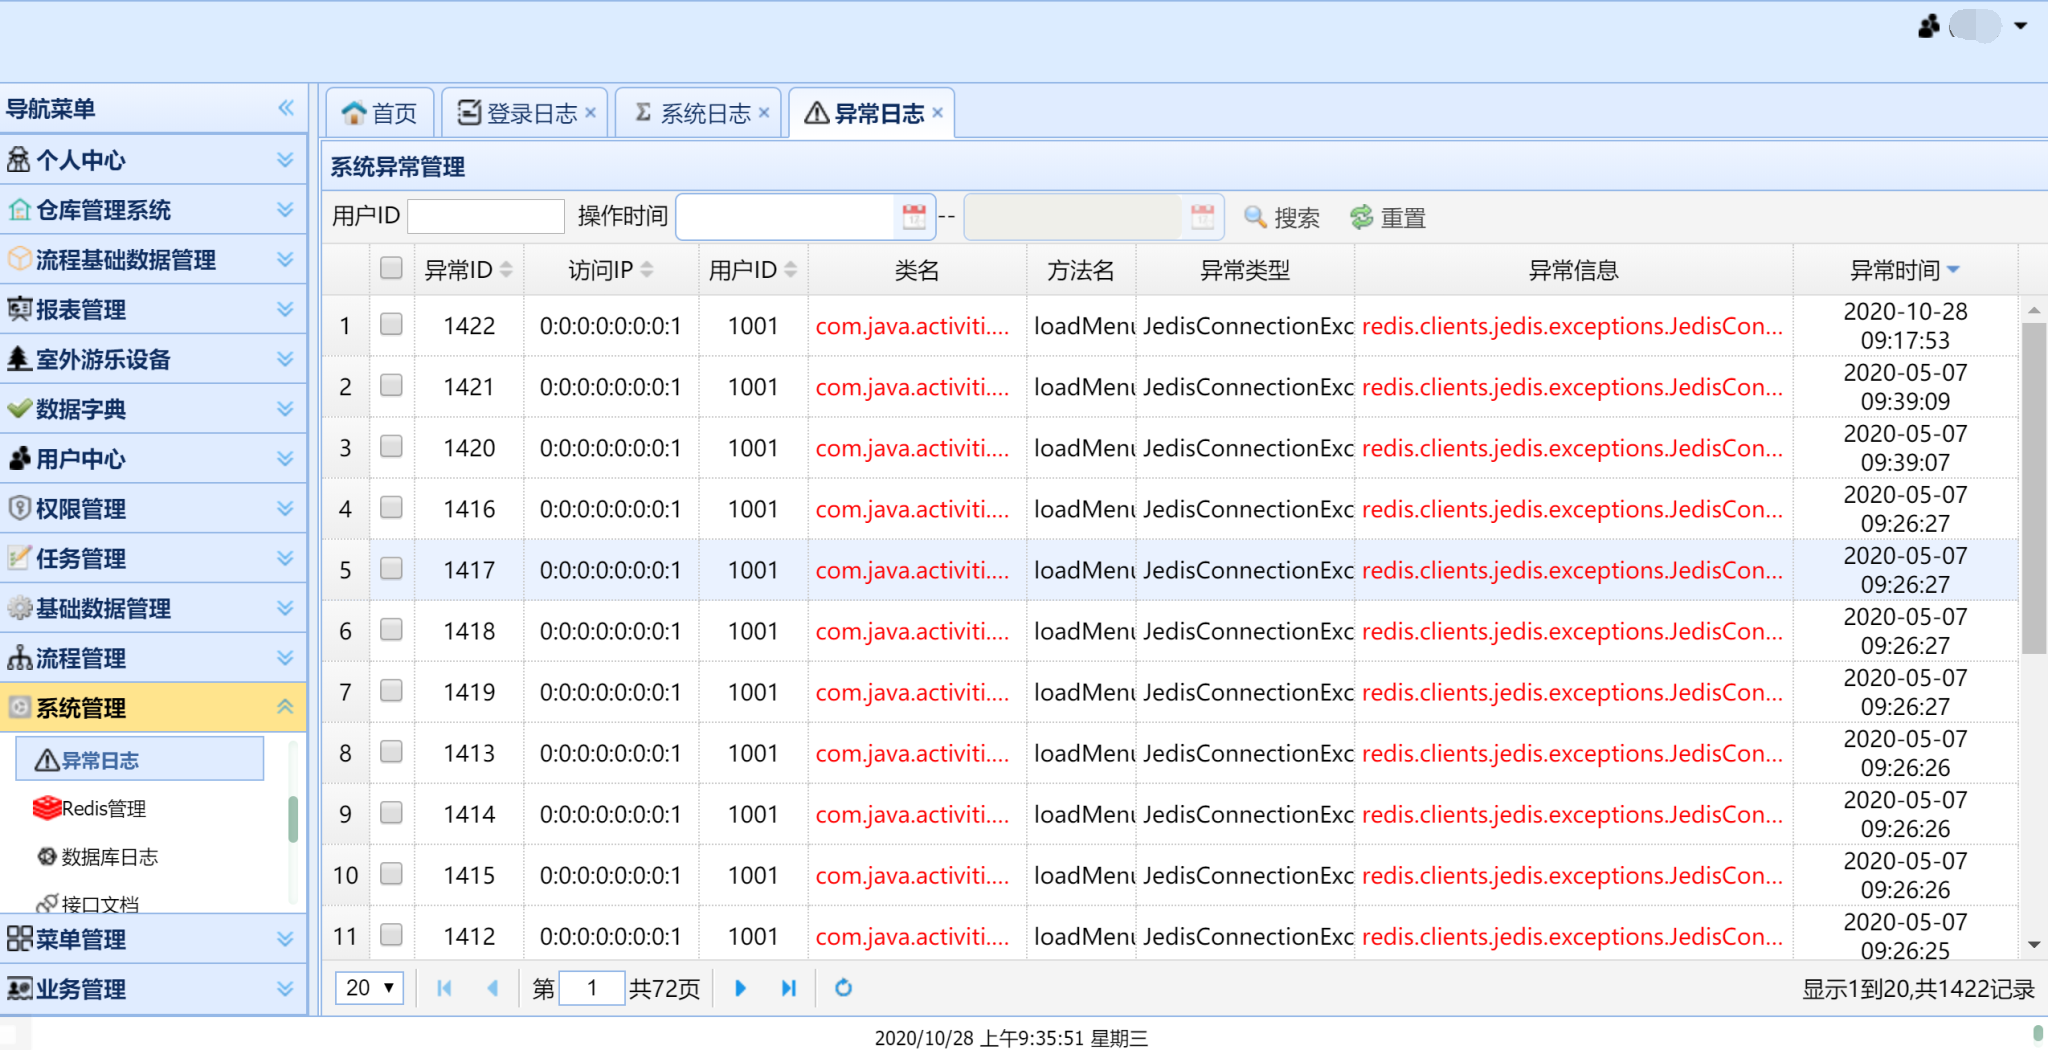 导航菜单
个人中心
仓库管理系统
流程基础数据管理
报表管理
室外游乐设备
数据字典
用户中心
权限管理
任务管理
基础数据管理
流程管理
系统管理
异常日志
Redis管理
数据库日志
接口文档
菜单管理
业务管理
首页 登录日志 系统日志 异常日志
系统异常管理
用户ID 操作时间 -- 搜索 重置
异常ID 访问IP 用户ID 类名 方法名 异常类型 异常信息 异常时间
1 1422 0:0:0:0:0:0:0:1 1001 com.java.activiti.... loadMenu JedisConnectionExc redis.clients.jedis.exceptions.JedisCon... 2020-10-28
09:17:53
2 1421 0:0:0:0:0:0:0:1 1001 com.java.activiti.... loadMenu JedisConnectionExc redis.clients.jedis.exceptions.JedisCon... 2020-05-07
09:39:09
3 1420 0:0:0:0:0:0:0:1 1001 com.java.activiti.... loadMenu JedisConnectionExc redis.clients.jedis.exceptions.JedisCon... 2020-05-07
09:39:07
4 1416 0:0:0:0:0:0:0:1 1001 com.java.activiti.... loadMenu JedisConnectionExc redis.clients.jedis.exceptions.JedisCon... 2020-05-07
09:26:27
5 1417 0:0:0:0:0:0:0:1 1001 com.java.activiti.... loadMenu JedisConnectionExc redis.clients.jedis.exceptions.JedisCon... 2020-05-07
09:26:27
6 1418 0:0:0:0:0:0:0:1 1001 com.java.activiti.... loadMenu JedisConnectionExc redis.clients.jedis.exceptions.JedisCon... 2020-05-07
09:26:27
7 1419 0:0:0:0:0:0:0:1 1001 com.java.activiti.... loadMenu JedisConnectionExc redis.clients.jedis.exceptions.JedisCon... 2020-05-07
09:26:27
8 1413 0:0:0:0:0:0:0:1 1001 com.java.activiti.... loadMenu JedisConnectionExc redis.clients.jedis.exceptions.JedisCon... 2020-05-07
09:26:26
9 1414 0:0:0:0:0:0:0:1 1001 com.java.activiti.... loadMenu JedisConnectionExc redis.clients.jedis.exceptions.JedisCon... 2020-05-07
09:26:26
10 1415 0:0:0:0:0:0:0:1 1001 com.java.activiti.... loadMenu JedisConnectionExc redis.clients.jedis.exceptions.JedisCon... 2020-05-07
09:26:26
11 1412 0:0:0:0:0:0:0:1 1001 com.java.activiti.... loadMenu JedisConnectionExc redis.clients.jedis.exceptions.JedisCon... 2020-05-07
09:26:25
20 第 1 共72页 显示1到20,共1422记录
2020/10/28 上午9:35:51 星期三